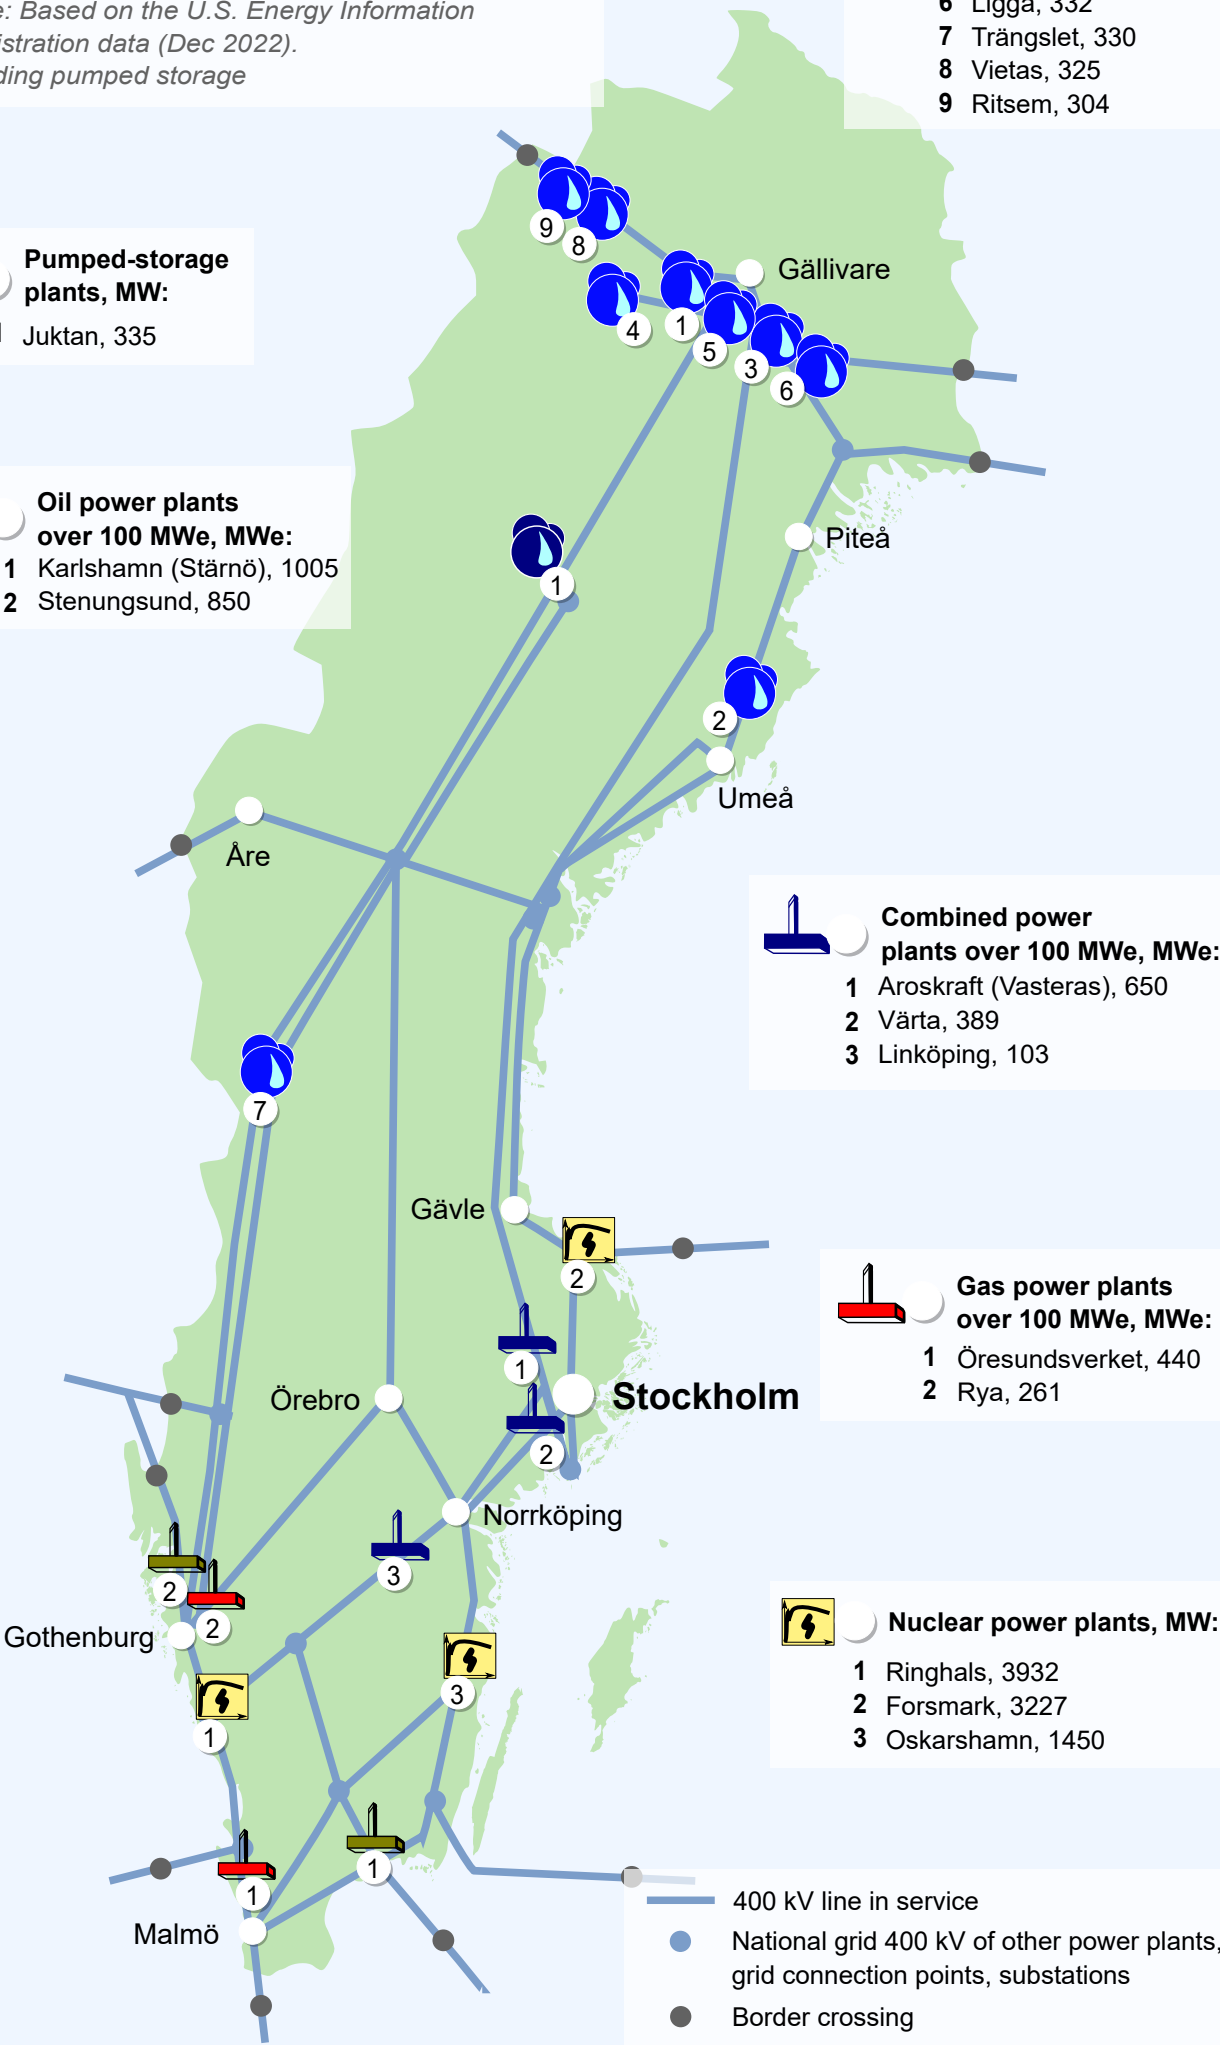 e: Based on the U.S. Energy Information
istration data (Dec 2022).
ding pumped storage
6 Ligga, 332
7 Trängslet, 330
8 Vietas, 325
9 Ritsem, 304
Pumped-storage
plants, MW:
Juktan, 335
Oil power plants
over 100 MWe, MWe:
1 Karlshamn (Stärnö), 1005
2 Stenungsund, 850
9
8
Gällivare
4
1
5
3
6
Piteå
1
2
Umeå
Åre
Combined power
plants over 100 MWe, MWe:
1 Aroskraft (Vasteras), 650
2 Värta, 389
3 Linköping, 103
7
Gävle
2
Gas power plants
over 100 MWe, MWe:
1 Öresundsverket, 440
2 Rya, 261
1
Örebro
Stockholm
2
Norrköping
3
2
2
Gothenburg
Nuclear power plants, MW:
1 Ringhals, 3932
2 Forsmark, 3227
3 Oskarshamn, 1450
3
1
1
1
Malmö
400 kV line in service
National grid 400 kV of other power plants,
grid connection points, substations
Border crossing